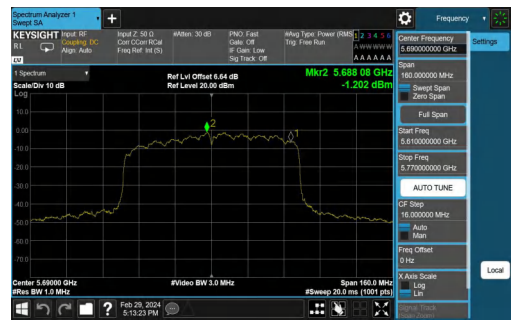 Spectrum Analyzer 1
Swept SA
Frequency
KEYSIGHT
RL
Input: RF
Coupling: DC
Align: Auto
Input Z: 50 Ω
Corr CCorr RCal
Freq Ref: Int (S)
#Atten: 30 dB
PNO: Fast
Gate: Off
IF Gain: Low
Sig Track: Off
#Avg Type: Power (RMS
Trig: Free Run
1 2 3 4 5 6
A W W W W W
A A A A A A
LV
1 Spectrum
Scale/Div 10 dB
Log
Ref Lvl Offset 6.64 dB
Ref Level 20.00 dBm
Mkr2 5.688 08 GHz
-1.202 dBm
10.0
0.00
-10.0
-20.0
-30.0
-40.0
-50.0
-60.0
-70.0
2
1
Center 5.69000 GHz
#Res BW 1.0 MHz
#Video BW 3.0 MHz
Span 160.0 MHz
#Sweep 20.0 ms (1001 pts)
Feb 29, 2024
5:13:23 PM
Center Frequency
5.690000000 GHz
Settings
Span
160.000000 MHz
Swept Span
Zero Span
Full Span
Start Freq
5.610000000 GHz
Stop Freq
5.770000000 GHz
AUTO TUNE
CF Step
16.000000 MHz
Auto
Man
Freq Offset
0 Hz
X Axis Scale
Log
Lin
Local
Signal Track
(Span Zoom)